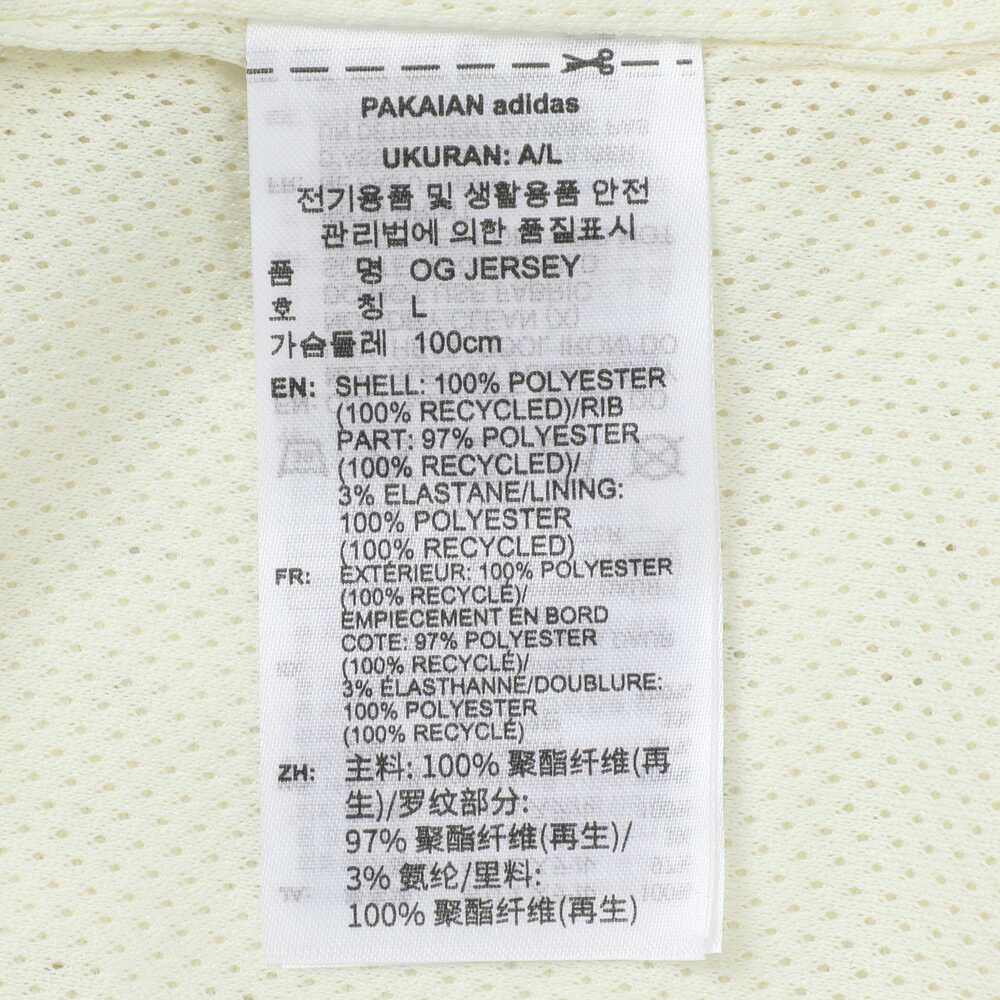 PAKAIAN adidas
UKURAN: A/L
전기용품 및 생활용품 안전
관리법에 의한 품질표시
품 명 OG JERSEY
호 칭 L
가슴둘레 100cm
EN: SHELL: 100% POLYESTER
(100% RECYCLED)/RIB
PART: 97% POLYESTER
(100% RECYCLED)/
3% ELASTANE/LINING:
100% POLYESTER
(100% RECYCLED)
FR: EXTÉRIEUR: 100% POLYESTER
(100% RECYCLÉ)/
EMPIECEMENT EN BORD
COTE: 97% POLYESTER
(100% RECYCLÉ)/
3% ÉLASTHANNE/DOUBLURE:
100% POLYESTER
(100% RECYCLÉ)
ZH: 主料: 100% 聚酯纤维(再
生)/罗纹部分:
97% 聚酯纤维(再生)/
3% 氨纶/里料:
100% 聚酯纤维(再生)